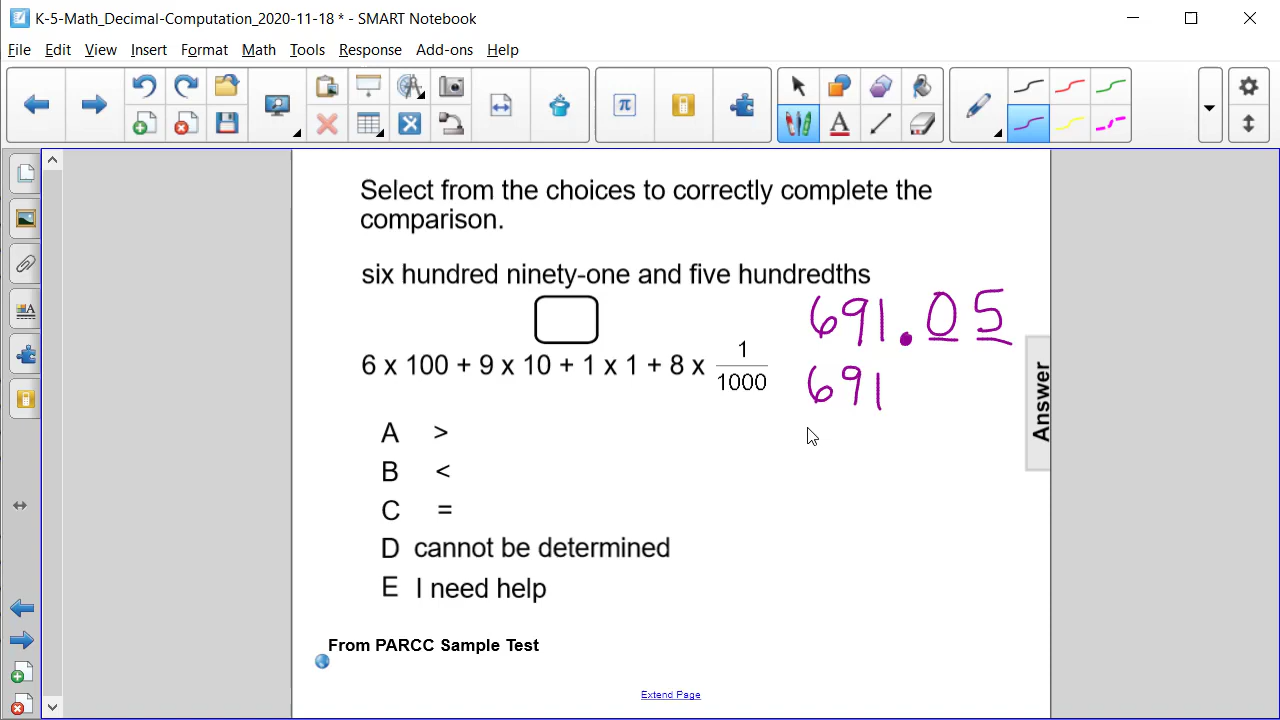 K-5-Math_Decimal-Computation_2020-11-18 * - SMART Notebook
File Edit View Insert Format Math Tools Response Add-ons Help
Select from the choices to correctly complete the
comparison.
six hundred ninety-one and five hundredths
691.05
6 x 100 + 9 x 10 + 1 x 1 + 8 x 1/1000
691
A >
B <
C =
D cannot be determined
E I need help
Answer
From PARCC Sample Test
Extend Page